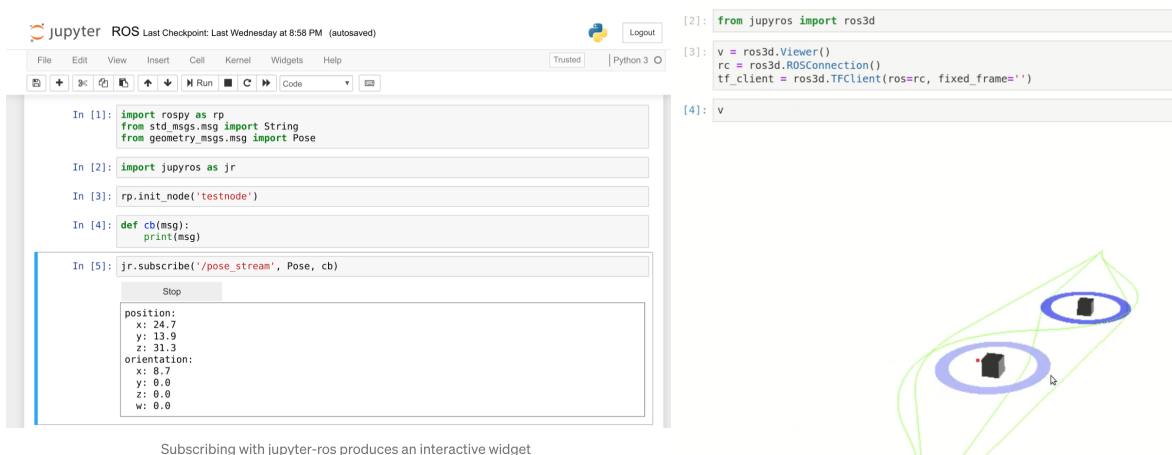 jupyter ROS Last Checkpoint: Last Wednesday at 8:58 PM (autosaved)
Logout
File Edit View Insert Cell Kernel Widgets Help
Trusted
Python 3
Run
Code
In [1]: import rospy as rp
from std_msgs.msg import String
from geometry_msgs.msg import Pose
In [2]: import jupyros as jr
In [3]: rp.init_node('testnode')
In [4]: def cb(msg):
    print(msg)
In [5]: jr.subscribe('/pose_stream', Pose, cb)
Stop
position:
  x: 24.7
  y: 13.9
  z: 31.3
orientation:
  x: 8.7
  y: 0.0
  z: 0.0
  w: 0.0
Subscribing with jupyter-ros produces an interactive widget
[2]: from jupyros import ros3d
[3]: v = ros3d.Viewer()
rc = ros3d.ROSConnection()
tf_client = ros3d.TFClient(ros=rc, fixed_frame='')
[4]: v